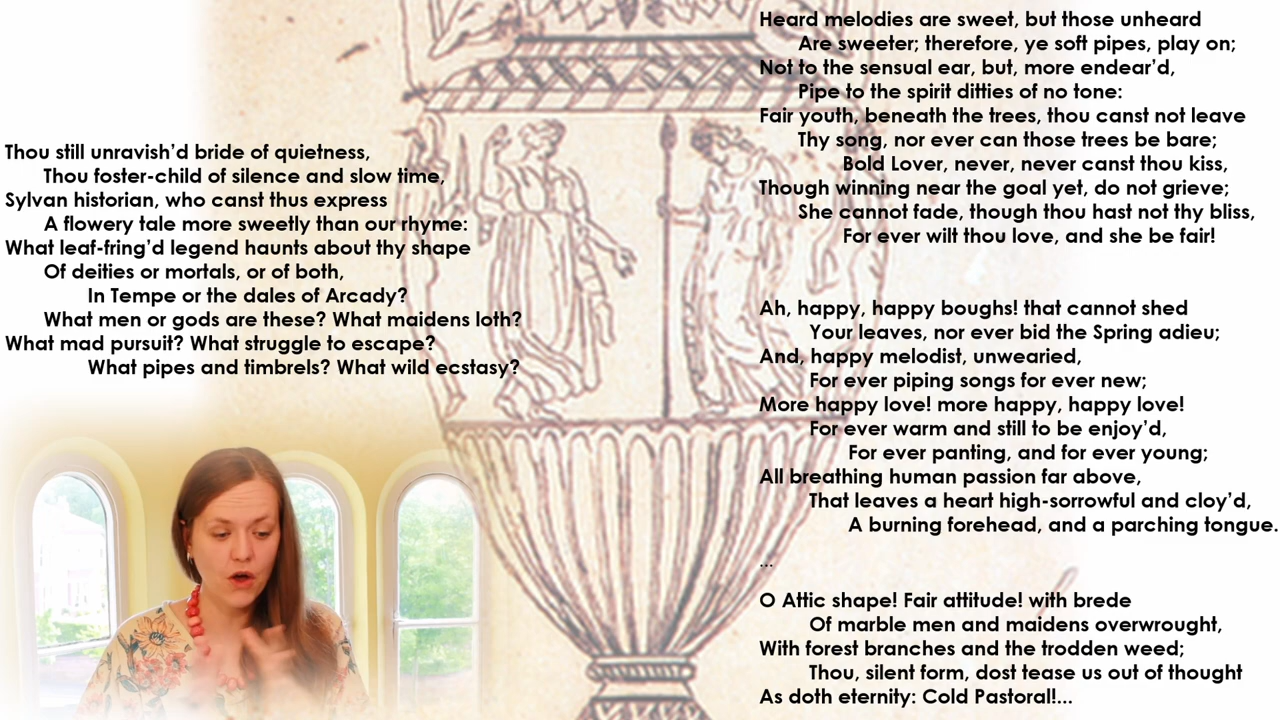 Thou still unravish’d bride of quietness,
Thou foster-child of silence and slow time,
Sylvan historian, who canst thus express
A flowery tale more sweetly than our rhyme:
What leaf-fring’d legend haunts about thy shape
Of deities or mortals, or of both,
In Tempe or the dales of Arcady?
What men or gods are these? What maidens loth?
What mad pursuit? What struggle to escape?
What pipes and timbrels? What wild ecstasy?
Heard melodies are sweet, but those unheard
Are sweeter; therefore, ye soft pipes, play on;
Not to the sensual ear, but, more endear’d,
Pipe to the spirit ditties of no tone:
Fair youth, beneath the trees, thou canst not leave
Thy song, nor ever can those trees be bare;
Bold Lover, never, never canst thou kiss,
Though winning near the goal yet, do not grieve;
She cannot fade, though thou hast not thy bliss,
For ever wilt thou love, and she be fair!
Ah, happy, happy boughs! that cannot shed
Your leaves, nor ever bid the Spring adieu;
And, happy melodist, unwearied,
For ever piping songs for ever new;
More happy love! more happy, happy love!
For ever warm and still to be enjoy’d,
For ever panting, and for ever young;
All breathing human passion far above,
That leaves a heart high-sorrowful and cloy’d,
A burning forehead, and a parching tongue.
...
O Attic shape! Fair attitude! with brede
Of marble men and maidens overwrought,
With forest branches and the trodden weed;
Thou, silent form, dost tease us out of thought
As doth eternity: Cold Pastoral!...